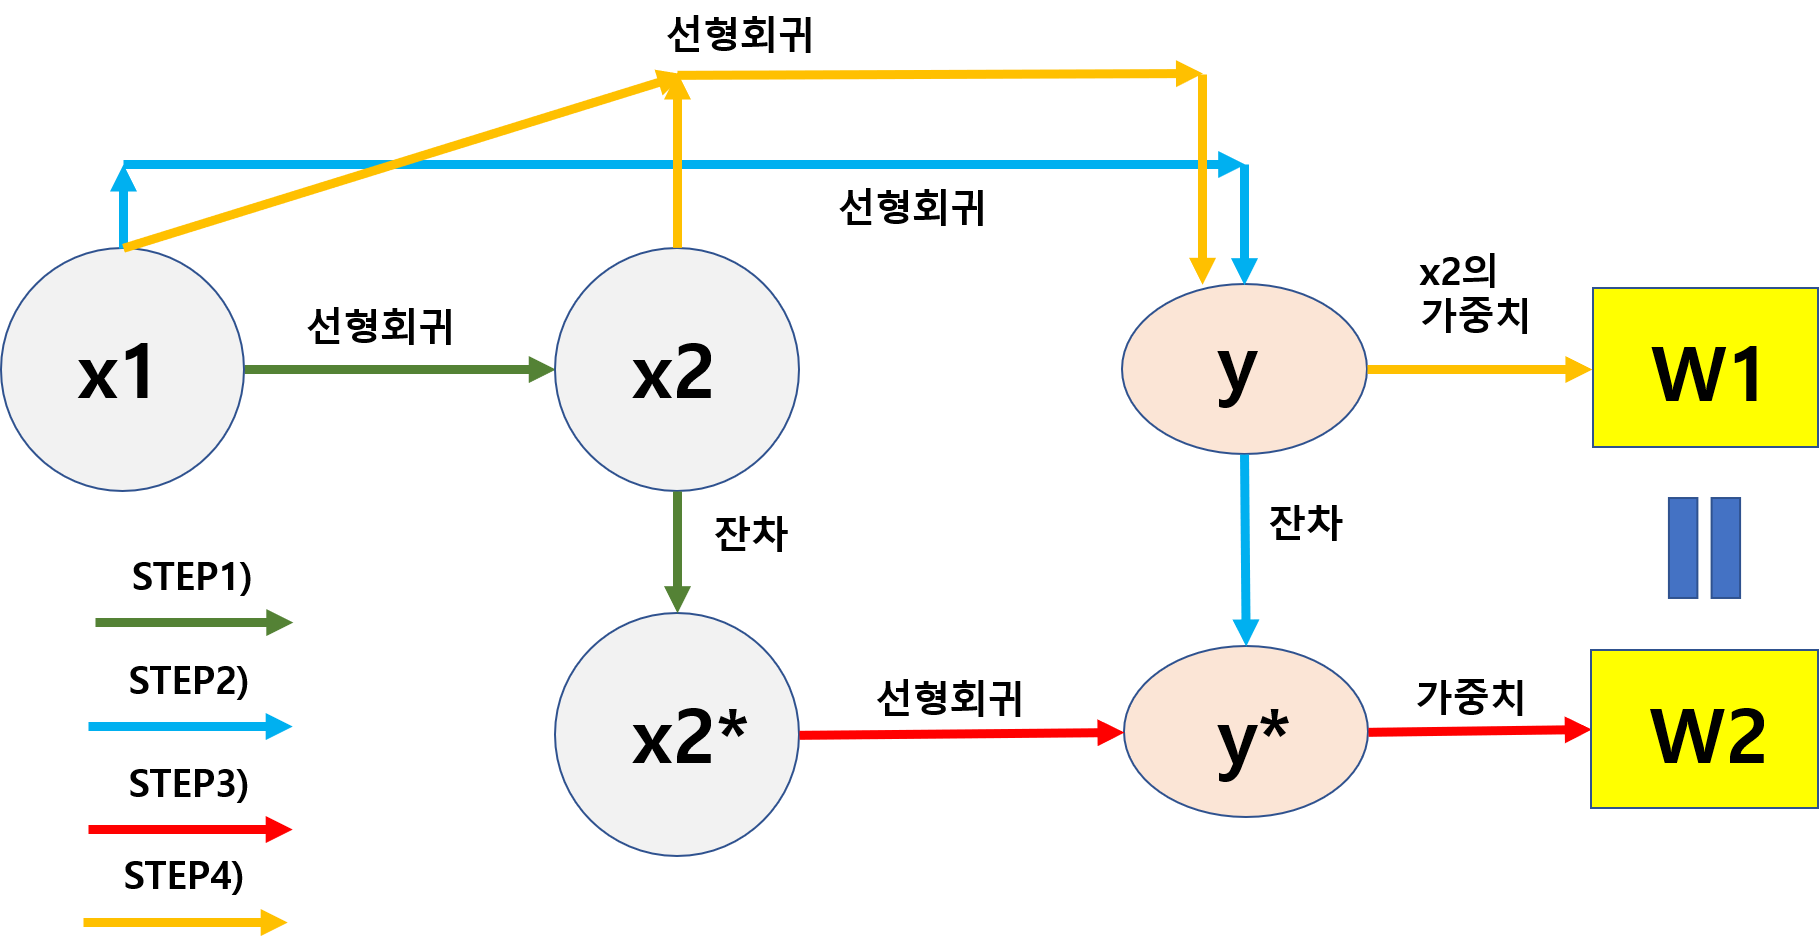 선형회귀
선형회귀
x2의
가중치
선형회귀
x1
x2
y
W1
잔차
잔차
STEP1)
STEP2)
선형회귀
가중치
x2*
y*
W2
STEP3)
STEP4)